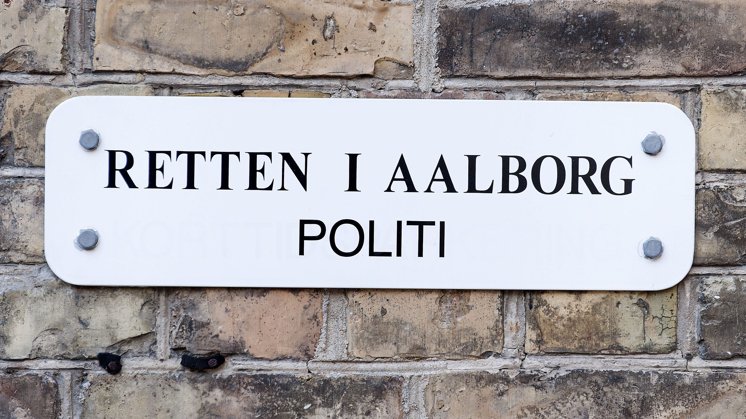 RETTEN I AALBORG
POLITI